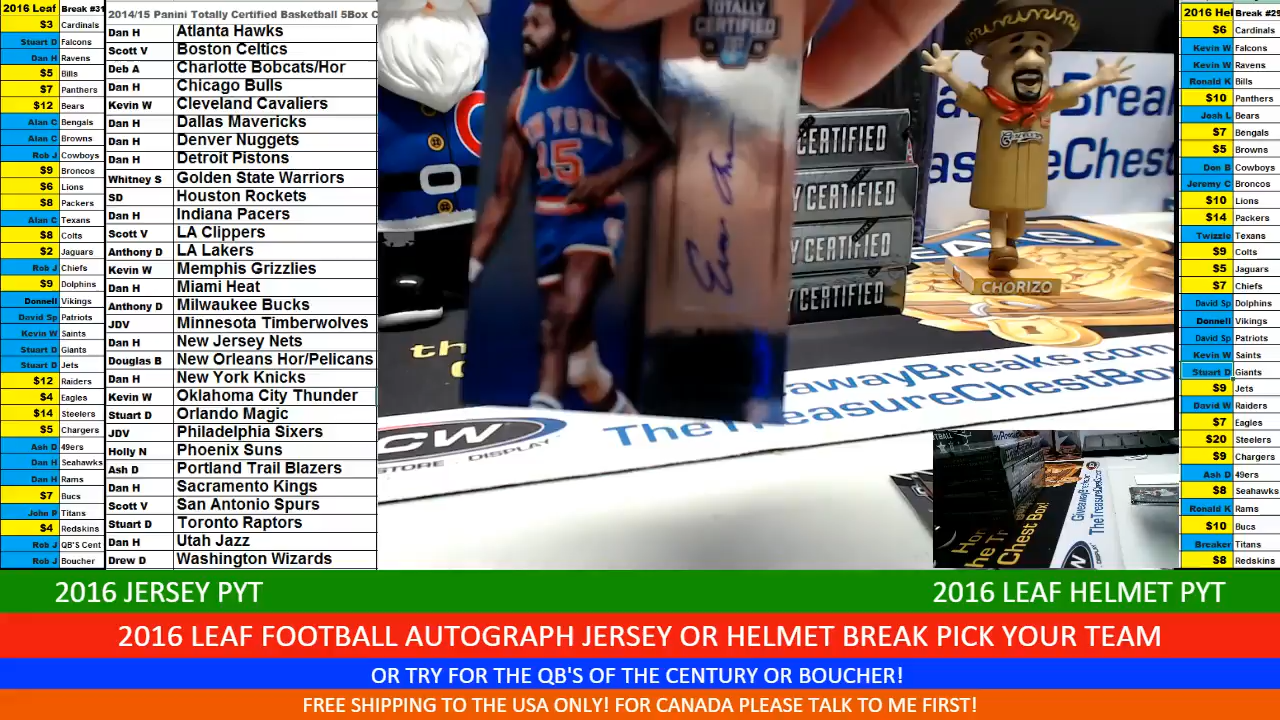 2016 Leaf Break #31
$3 Cardinals
Stuart D Falcons
Dan H Ravens
$5 Bills
$7 Panthers
$12 Bears
Alan C Bengals
Alan C Browns
Rob J Cowboys
$9 Broncos
$6 Lions
$8 Packers
Alan C Texans
$8 Colts
$2 Jaguars
Rob J Chiefs
$9 Dolphins
Donnell Vikings
David Sp Patriots
Kevin W Saints
Stuart D Giants
Stuart D Jets
$12 Raiders
$4 Eagles
$14 Steelers
$5 Chargers
Ash D 49ers
Dan H Seahawks
Dan H Rams
$7 Bucs
John P Titans
$4 Redskins
Rob J QB'S Cent
Rob J Boucher
2014/15 Panini Totally Certified Basketball 5Box C
Dan H Atlanta Hawks
Scott V Boston Celtics
Deb A Charlotte Bobcats/Hor
Dan H Chicago Bulls
Kevin W Cleveland Cavaliers
Dan H Dallas Mavericks
Dan H Denver Nuggets
Dan H Detroit Pistons
Whitney S Golden State Warriors
SD Houston Rockets
Dan H Indiana Pacers
Scott V LA Clippers
Anthony D LA Lakers
Kevin W Memphis Grizzlies
Dan H Miami Heat
Anthony D Milwaukee Bucks
JDV Minnesota Timberwolves
Dan H New Jersey Nets
Douglas B New Orleans Hor/Pelicans
Dan H New York Knicks
Kevin W Oklahoma City Thunder
Stuart D Orlando Magic
JDV Philadelphia Sixers
Holly N Phoenix Suns
Ash D Portland Trail Blazers
Dan H Sacramento Kings
Scott V San Antonio Spurs
Stuart D Toronto Raptors
Dan H Utah Jazz
Drew D Washington Wizards
TOTALLY
CERTIFIED
NEW YORK
15
CERTIFIED
Y CERTIFIED
Y CERTIFIED
Y CERTIFIED
CHORIZO
awayBreaks.com
TheTreasureChestBox
CW
STORE · DISPLAY
Chest Box!
TheTreasureChes
2016 Hel Break #29
$6 Cardinals
Kevin W Falcons
Kevin W Ravens
Ronald K Bills
$10 Panthers
Josh L Bears
$7 Bengals
$5 Browns
Don B Cowboys
Jeremy C Broncos
$10 Lions
$14 Packers
Twizzle Texans
$9 Colts
$5 Jaguars
$7 Chiefs
David Sp Dolphins
Donnell Vikings
David Sp Patriots
Kevin W Saints
Stuart D Giants
$9 Jets
David W Raiders
$7 Eagles
$20 Steelers
$9 Chargers
Ash D 49ers
$8 Seahawks
Ronald K Rams
$10 Bucs
Breaker Titans
$8 Redskins
2016 JERSEY PYT
2016 LEAF HELMET PYT
2016 LEAF FOOTBALL AUTOGRAPH JERSEY OR HELMET BREAK PICK YOUR TEAM
OR TRY FOR THE QB'S OF THE CENTURY OR BOUCHER!
FREE SHIPPING TO THE USA ONLY! FOR CANADA PLEASE TALK TO ME FIRST!